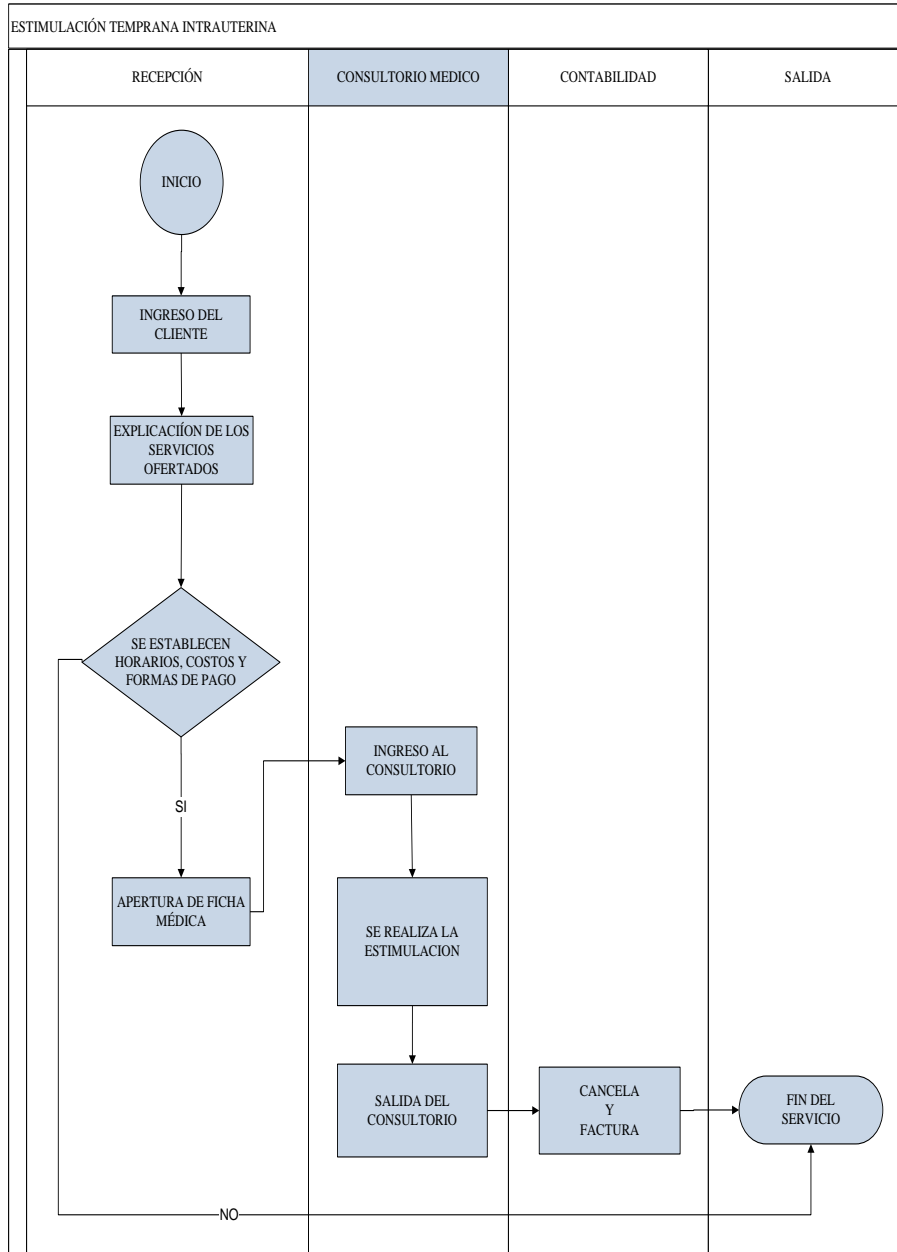 ESTIMULACIÓN TEMPRANA INTRAUTERINA
RECEPCIÓN
CONSULTORIO MEDICO
CONTABILIDAD
SALIDA
INICIO
INGRESO DEL
CLIENTE
EXPLICACIÍON DE LOS
SERVICIOS
OFERTADOS
SE ESTABLECEN
HORARIOS, COSTOS Y
FORMAS DE PAGO
SI
APERTURA DE FICHA
MÉDICA
INGRESO AL
CONSULTORIO
SE REALIZA LA
ESTIMULACION
SALIDA DEL
CONSULTORIO
CANCELA
Y
FACTURA
FIN DEL
SERVICIO
NO